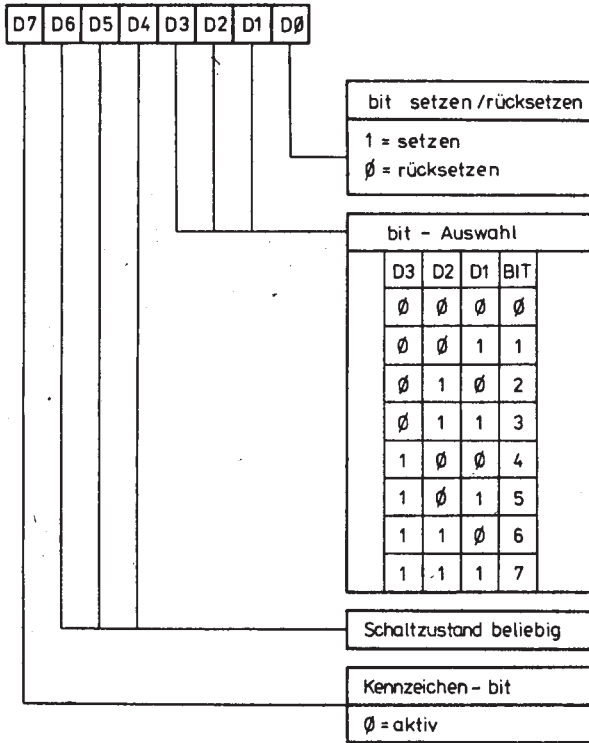 D7 D6 D5 D4 D3 D2 D1 DØ
bit setzen/rücksetzen
1 = setzen
Ø = rücksetzen
bit - Auswahl
D3 D2 D1 BIT
Ø Ø Ø Ø
Ø Ø 1 1
Ø 1 Ø 2
Ø 1 1 3
1 Ø Ø 4
1 Ø 1 5
1 1 Ø 6
1 1 1 7
Schaltzustand beliebig
Kennzeichen - bit
Ø = aktiv